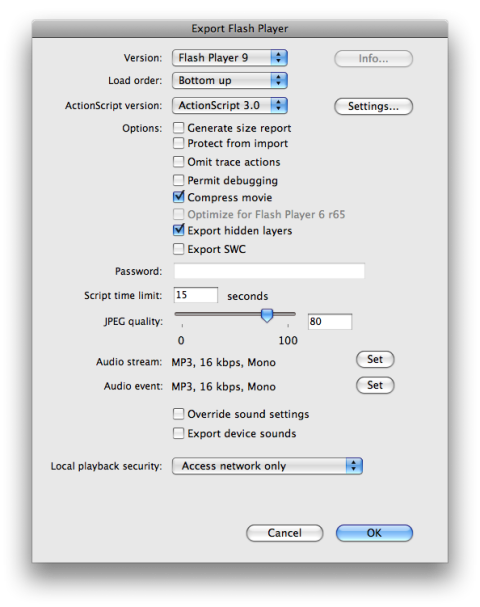 Export Flash Player
Version: Flash Player 9 Info...
Load order: Bottom up
ActionScript version: ActionScript 3.0 Settings...
Options: Generate size report
Protect from import
Omit trace actions
Permit debugging
Compress movie
Optimize for Flash Player 6 r65
Export hidden layers
Export SWC
Password:
Script time limit: 15 seconds
JPEG quality: 80
0 100
Audio stream: MP3, 16 kbps, Mono Set
Audio event: MP3, 16 kbps, Mono Set
Override sound settings
Export device sounds
Local playback security: Access network only
Cancel OK